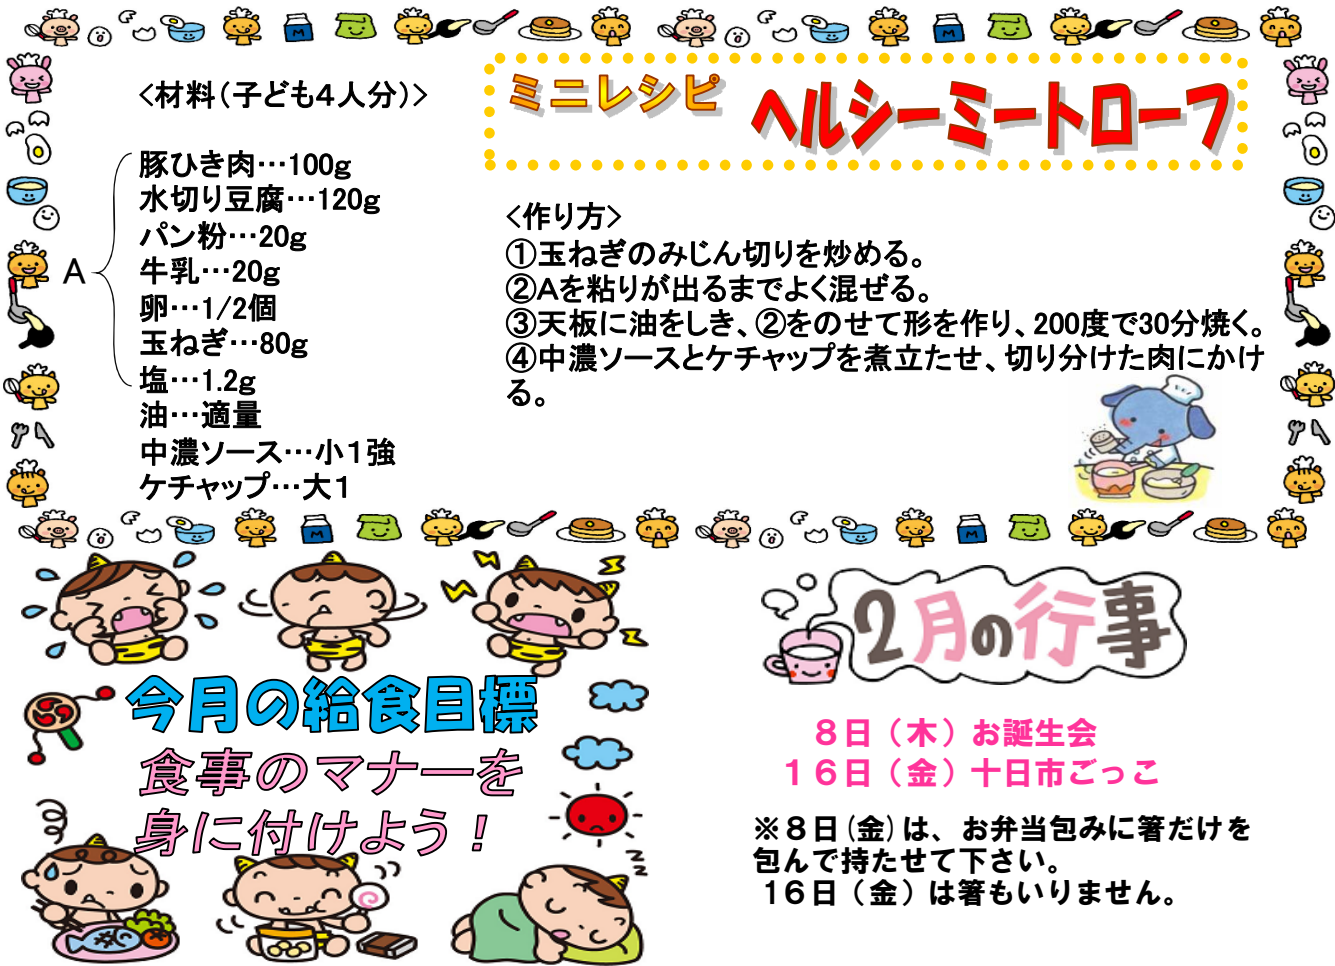 ミニレシピ
ヘルシーミートローフ
<材料(子ども4人分)>
A
豚ひき肉…100g
水切り豆腐…120g
パン粉…20g
牛乳…20g
卵…1/2個
玉ねぎ…80g
塩…1.2g
油…適量
中濃ソース…小1強
ケチャップ…大1
<作り方>
①玉ねぎのみじん切りを炒める。
②Aを粘りが出るまでよく混ぜる。
③天板に油をしき、②をのせて形を作り、200度で30分焼く。
④中濃ソースとケチャップを煮立たせ、切り分けた肉にかけ
る。
今月の給食目標
食事のマナーを
身に付けよう!
2月の行事
8日(木)お誕生会
16日(金)十日市ごっこ
※8日(金)は、お弁当包みに箸だけを
包んで持たせて下さい。
16日(金)は箸もいりません。